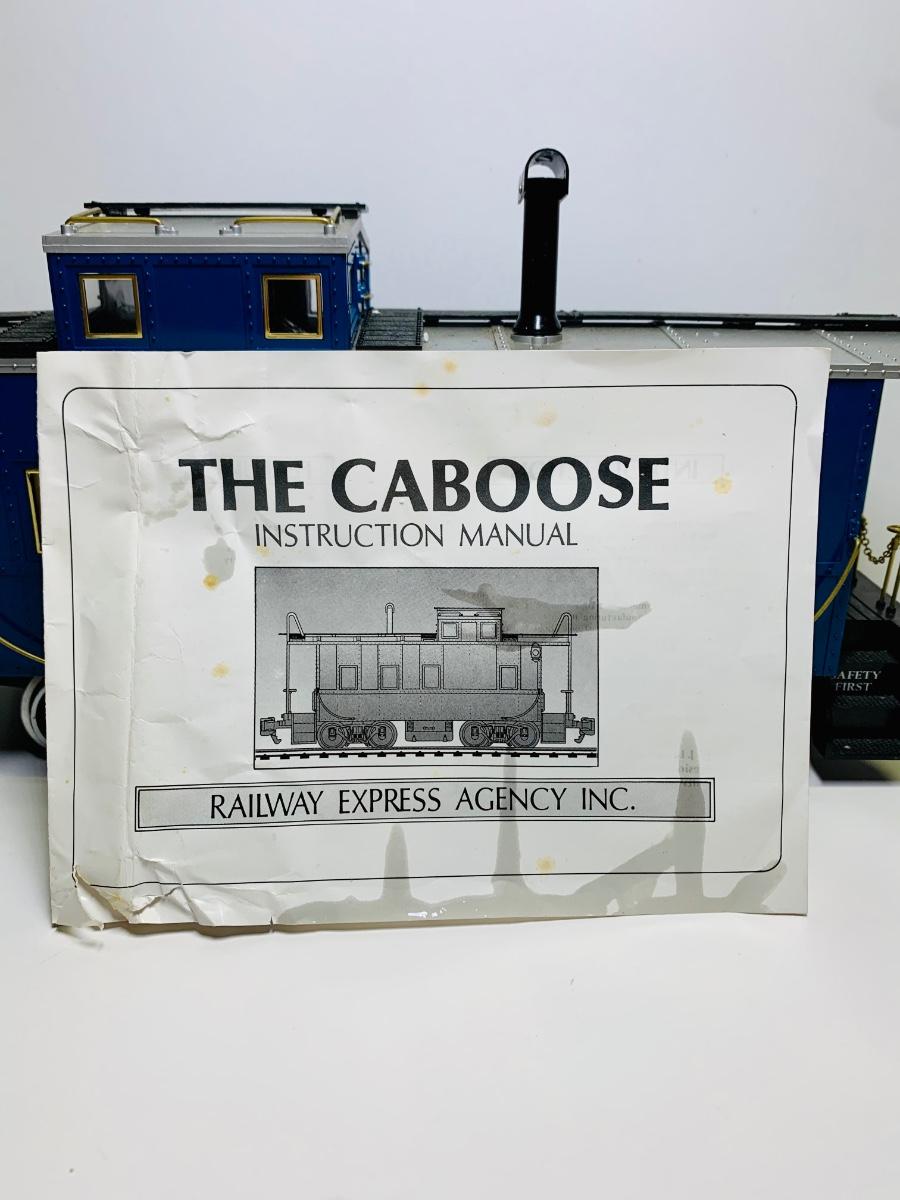 THE CABOOSE
INSTRUCTION MANUAL
RAILWAY EXPRESS AGENCY INC.
SAFETY
FIRST